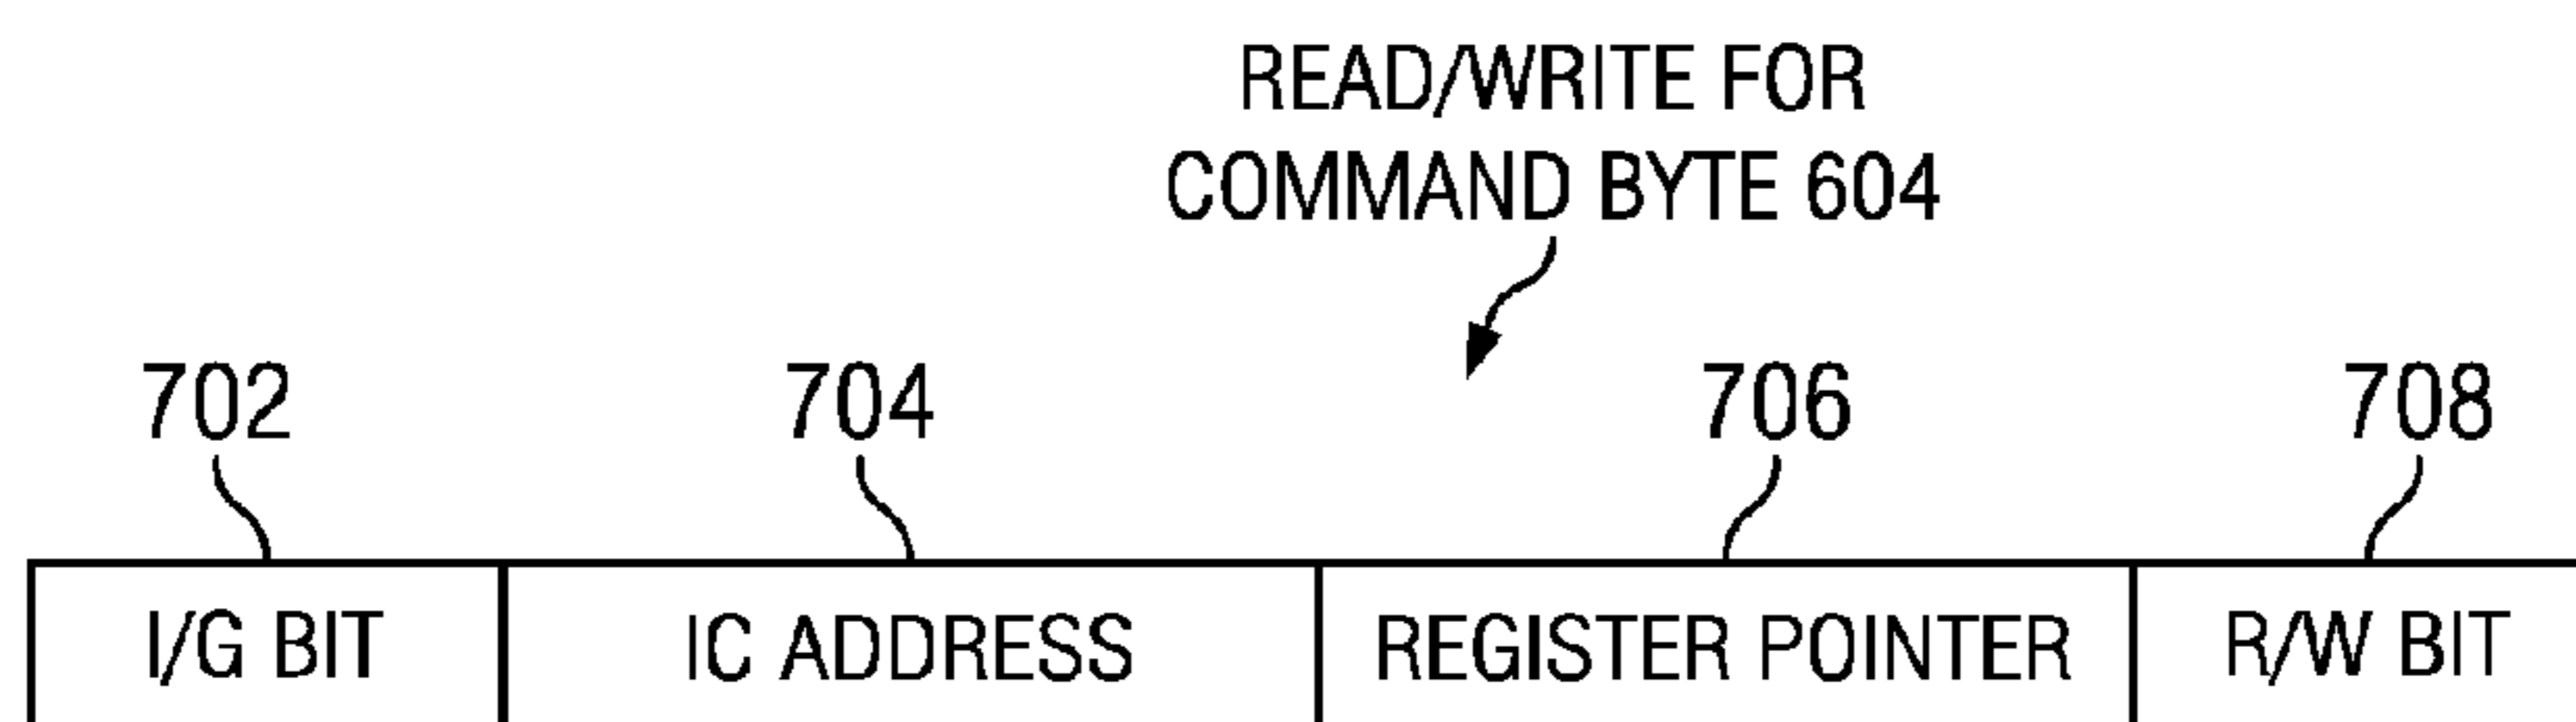 READ/WRITE FOR
COMMAND BYTE 604
702 704 706 708
I/G BIT IC ADDRESS REGISTER POINTER R/W BIT